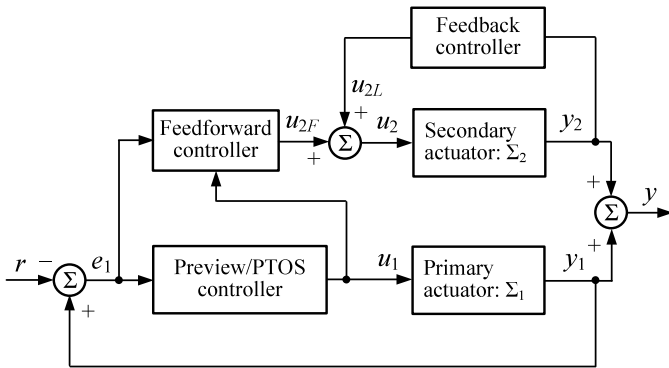 Feedback
controller
u2L
+
Feedforward
controller
u2F
+
Σ
u2
Secondary
actuator: Σ2
y2
+
Σ
y
+
r
−
Σ
+
e1
Preview/PTOS
controller
u1
Primary
actuator: Σ1
y1